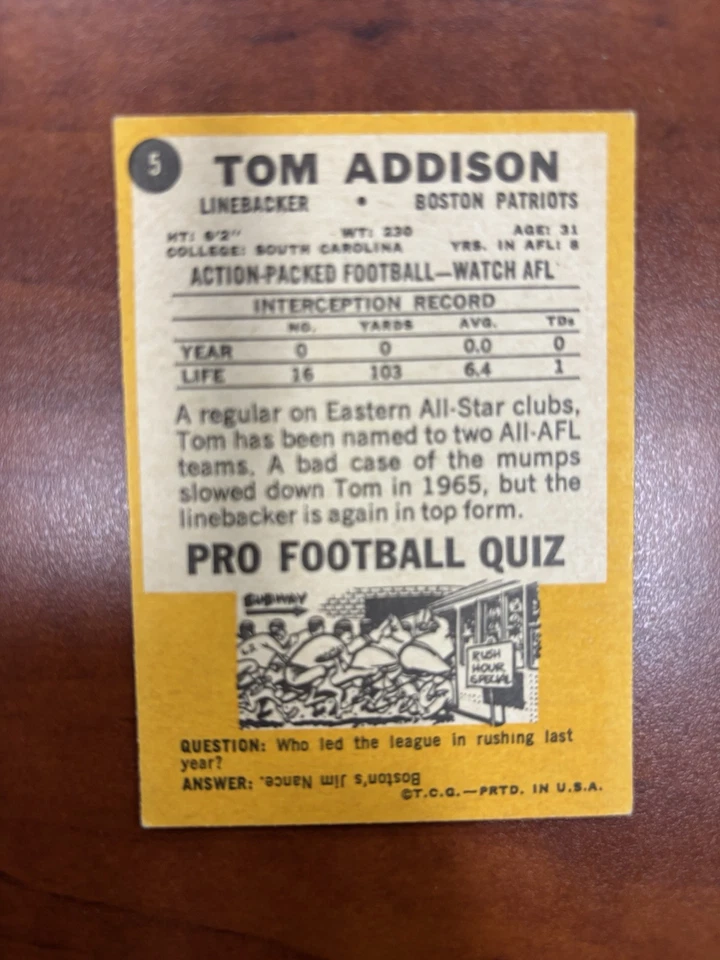 5
TOM ADDISON
LINEBACKER • BOSTON PATRIOTS
HT: 6'2" WT: 230 AGE: 31
COLLEGE: SOUTH CAROLINA YRS. IN AFL: 8
ACTION-PACKED FOOTBALL—WATCH AFL
INTERCEPTION RECORD
NO. YARDS AVG. TDs
YEAR 0 0 0.0 0
LIFE 16 103 6.4 1
A regular on Eastern All-Star clubs,
Tom has been named to two All-AFL
teams. A bad case of the mumps
slowed down Tom in 1965, but the
linebacker is again in top form.
PRO FOOTBALL QUIZ
SUBWAY
RUSH
HOUR
SPECIAL
QUESTION: Who led the league in rushing last
year?
ANSWER: Boston's Jim Nance.
©T.C.G.—PRTD. IN U.S.A.